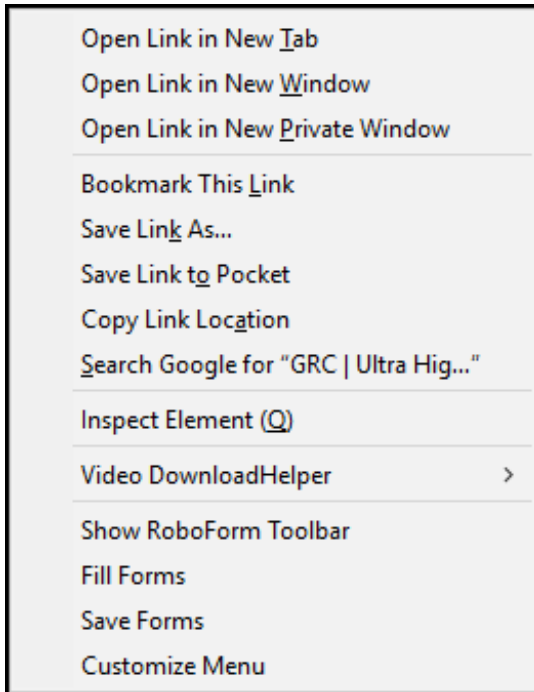 Open Link in New Tab
Open Link in New Window
Open Link in New Private Window
Bookmark This Link
Save Link As...
Save Link to Pocket
Copy Link Location
Search Google for “GRC | Ultra Hig...”
Inspect Element (Q)
Video DownloadHelper
Show RoboForm Toolbar
Fill Forms
Save Forms
Customize Menu